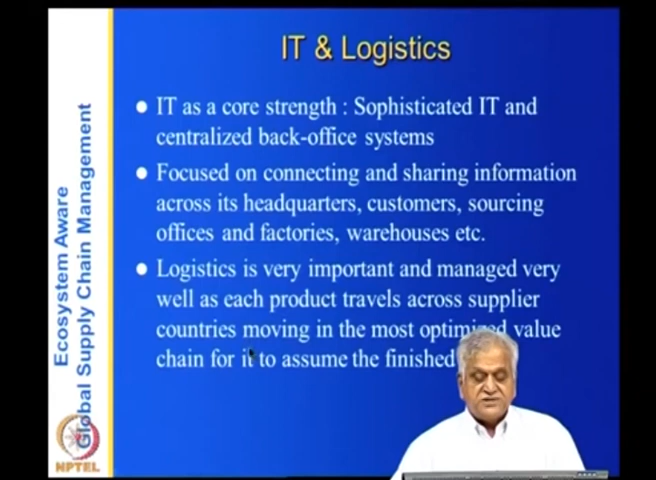 IT & Logistics
IT as a core strength : Sophisticated IT and
centralized back-office systems
Focused on connecting and sharing information
across its headquarters, customers, sourcing
offices and factories, warehouses etc.
Logistics is very important and managed very
well as each product travels across supplier
countries moving in the most optimized value
chain for it to assume the finished
Ecosystem Aware
Global Supply Chain Management
NPTEL